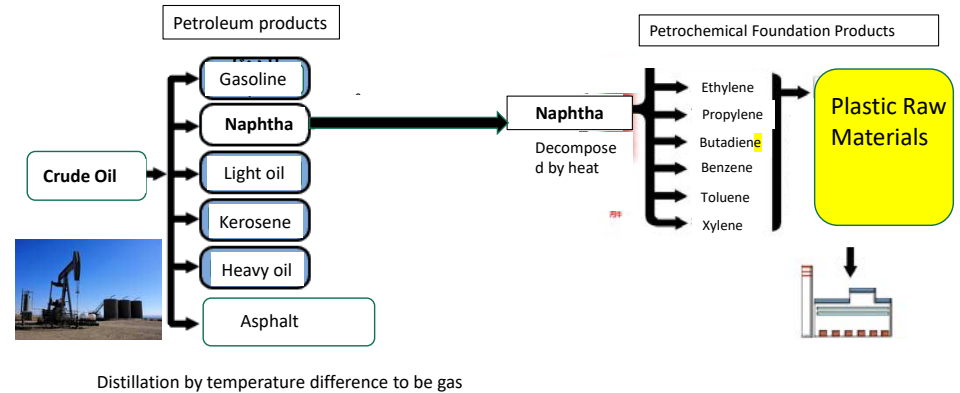 Petroleum products
Petrochemical Foundation Products
Gasoline
Naphtha
Light oil
Kerosene
Heavy oil
Asphalt
Crude Oil
Naphtha
Decompose
d by heat
Ethylene
Propylene
Butadiene
Benzene
Toluene
Xylene
Plastic Raw
Materials
Distillation by temperature difference to be gas